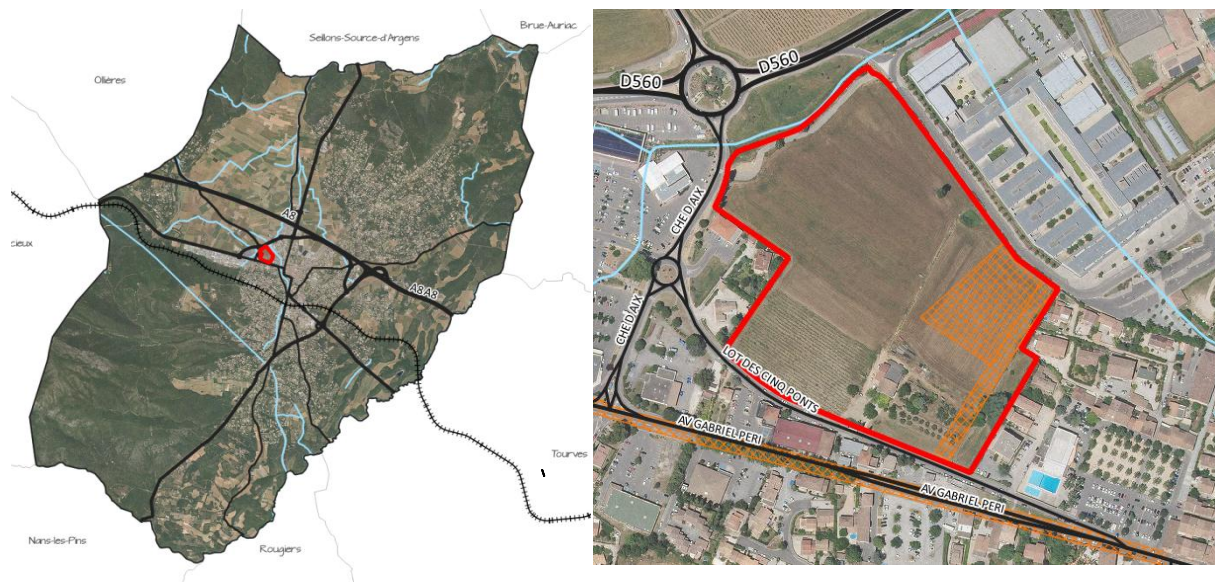 Brue-Auriac
Seillons-Source-d'Argens
Ollières
A8
cieux
A8 A8
Tourves
Nans-les-Pins
Rougiers
D560
D560
CHE D'AIX
CHE D'AIX
LOT DES CINQ PONTS
AV GABRIEL PERI
AV GABRIEL PERI